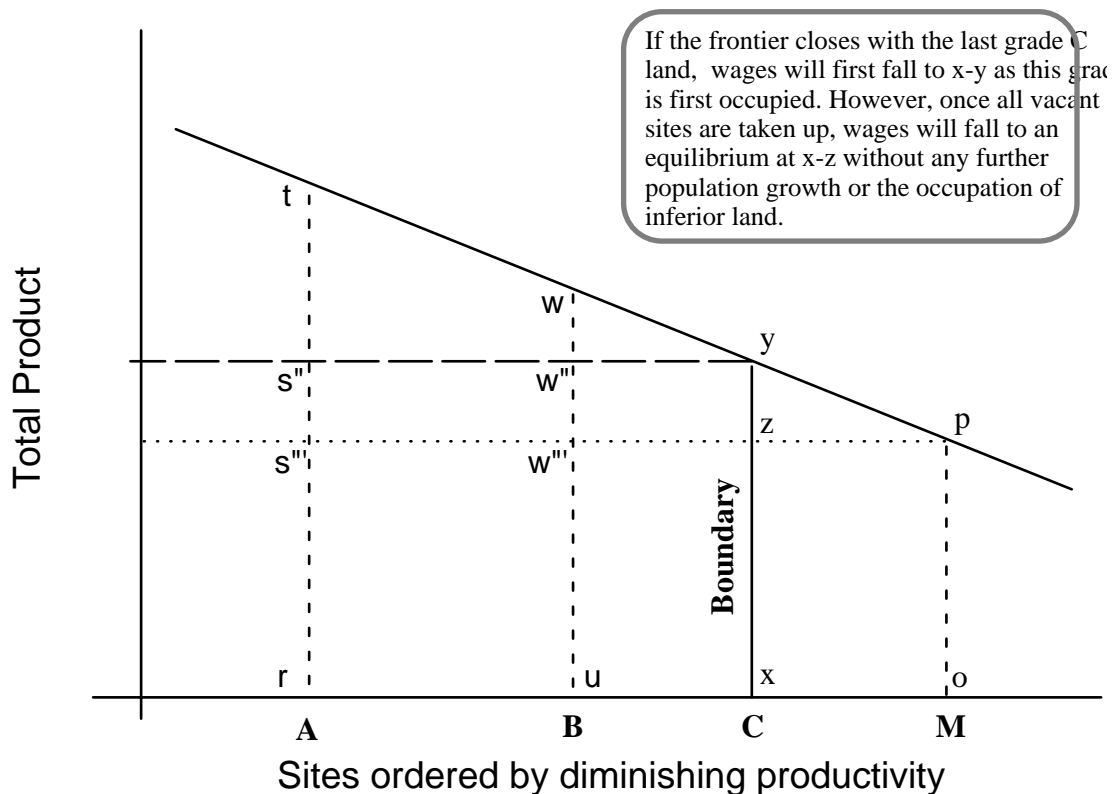 If the frontier closes with the last grade C
land, wages will first fall to x-y as this grad
is first occupied. However, once all vacant
sites are taken up, wages will fall to an
equilibrium at x-z without any further
population growth or the occupation of
inferior land.
t
w
y
s"
w"
z
p
s"'
w"'
Total Product
Boundary
r
u
x
o
A
B
C
M
Sites ordered by diminishing productivity